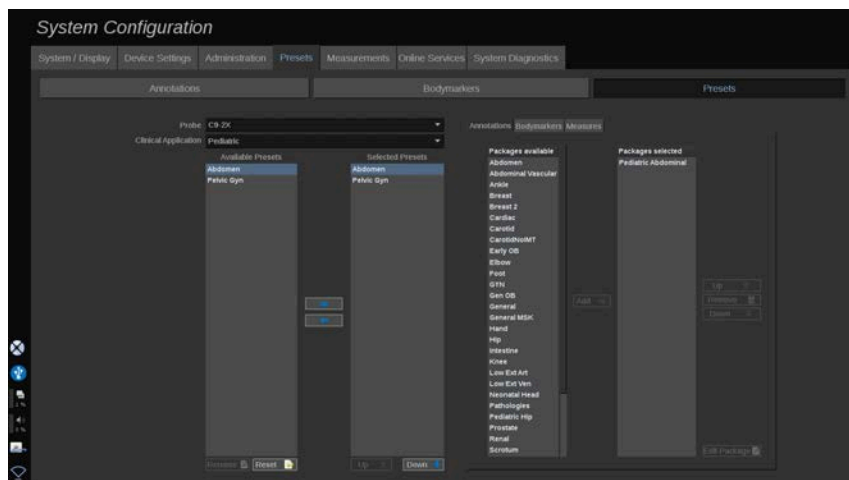 System Configuration
System / Display Device Settings Administration Presets Measurements Online Services System Diagnostics
Annotations Bodymarkers Presets
Probe C9-2X
Clinical Application Pediatric
Available Presets
Abdomen
Pelvic Gyn
Selected Presets
Abdomen
Pelvic Gyn
Reset
Up Down
Annotations Bodymarkers Measures
Packages available
Abdomen
Abdominal Vascular
Ankle
Breast
Breast 2
Cardiac
Carotid
CarotidNoIMT
Early OB
Elbow
Foot
GYN
Gen OB
General
General MSK
Hand
Hip
Intestine
Knee
Low Ext Art
Low Ext Ven
Neonatal Head
Pathologies
Pediatric Hip
Prostate
Renal
Scrotum
Add
Packages selected
Pediatric Abdominal
Up
Remove
Down
Edit Package